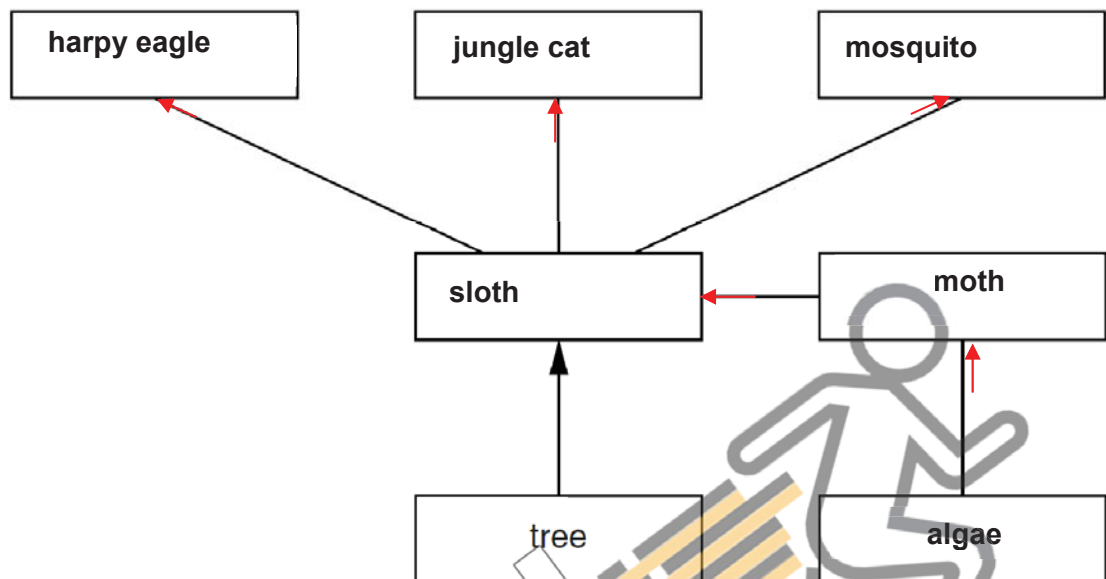 harpy eagle
jungle cat
mosquito
sloth
moth
tree
algae